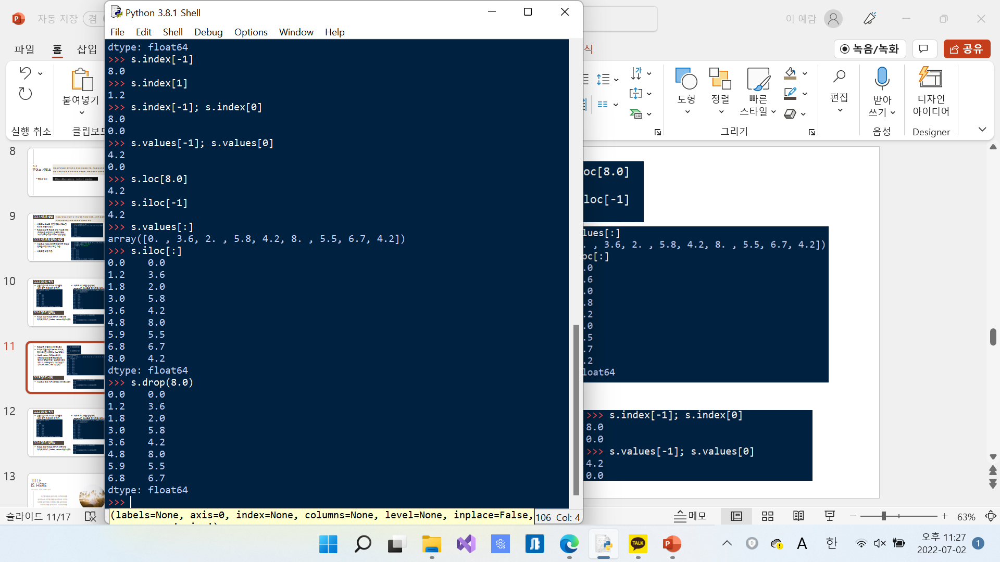 Python 3.8.1 Shell
File Edit Shell Debug Options Window Help
dtype: float64
>>> s.index[-1]
8.0
>>> s.index[1]
1.2
>>> s.index[-1]; s.index[0]
8.0
0.0
>>> s.values[-1]; s.values[0]
4.2
0.0
>>> s.loc[8.0]
4.2
>>> s.iloc[-1]
4.2
>>> s.values[:]
array([0. , 3.6, 2. , 5.8, 4.2, 8. , 5.5, 6.7, 4.2])
>>> s.iloc[:]
0.0 0.0
1.2 3.6
1.8 2.0
3.0 5.8
3.6 4.2
4.8 8.0
5.9 5.5
6.8 6.7
8.0 4.2
dtype: float64
>>> s.drop(8.0)
0.0 0.0
1.2 3.6
1.8 2.0
3.0 5.8
3.6 4.2
4.8 8.0
5.9 5.5
6.8 6.7
dtype: float64
>>>
(labels=None, axis=0, index=None, columns=None, level=None, inplace=False,
106 Col: 4
자동 저장 켬
이 예람
파일 홈 삽입
식
녹음/녹화
공유
붙여넣기
실행 취소
클립보드
도형
정렬
빠른
스타일
그리기
편집
받아
쓰기
음성
디자인
아이디어
Designer
8
9
10
11
12
13
TITLE
IS HERE
oc[8.0]
loc[-1]
lues[:]
. , 3.6, 2. , 5.8, 4.2, 8. , 5.5, 6.7, 4.2])
oc[:]
.0
.6
.0
.8
.2
.0
.5
.7
.2
loat64
>>> s.index[-1]; s.index[0]
8.0
0.0
>>> s.values[-1]; s.values[0]
4.2
0.0
슬라이드 11/17
메모
63%
TALK
A
한
오후 11:27
2022-07-02
1